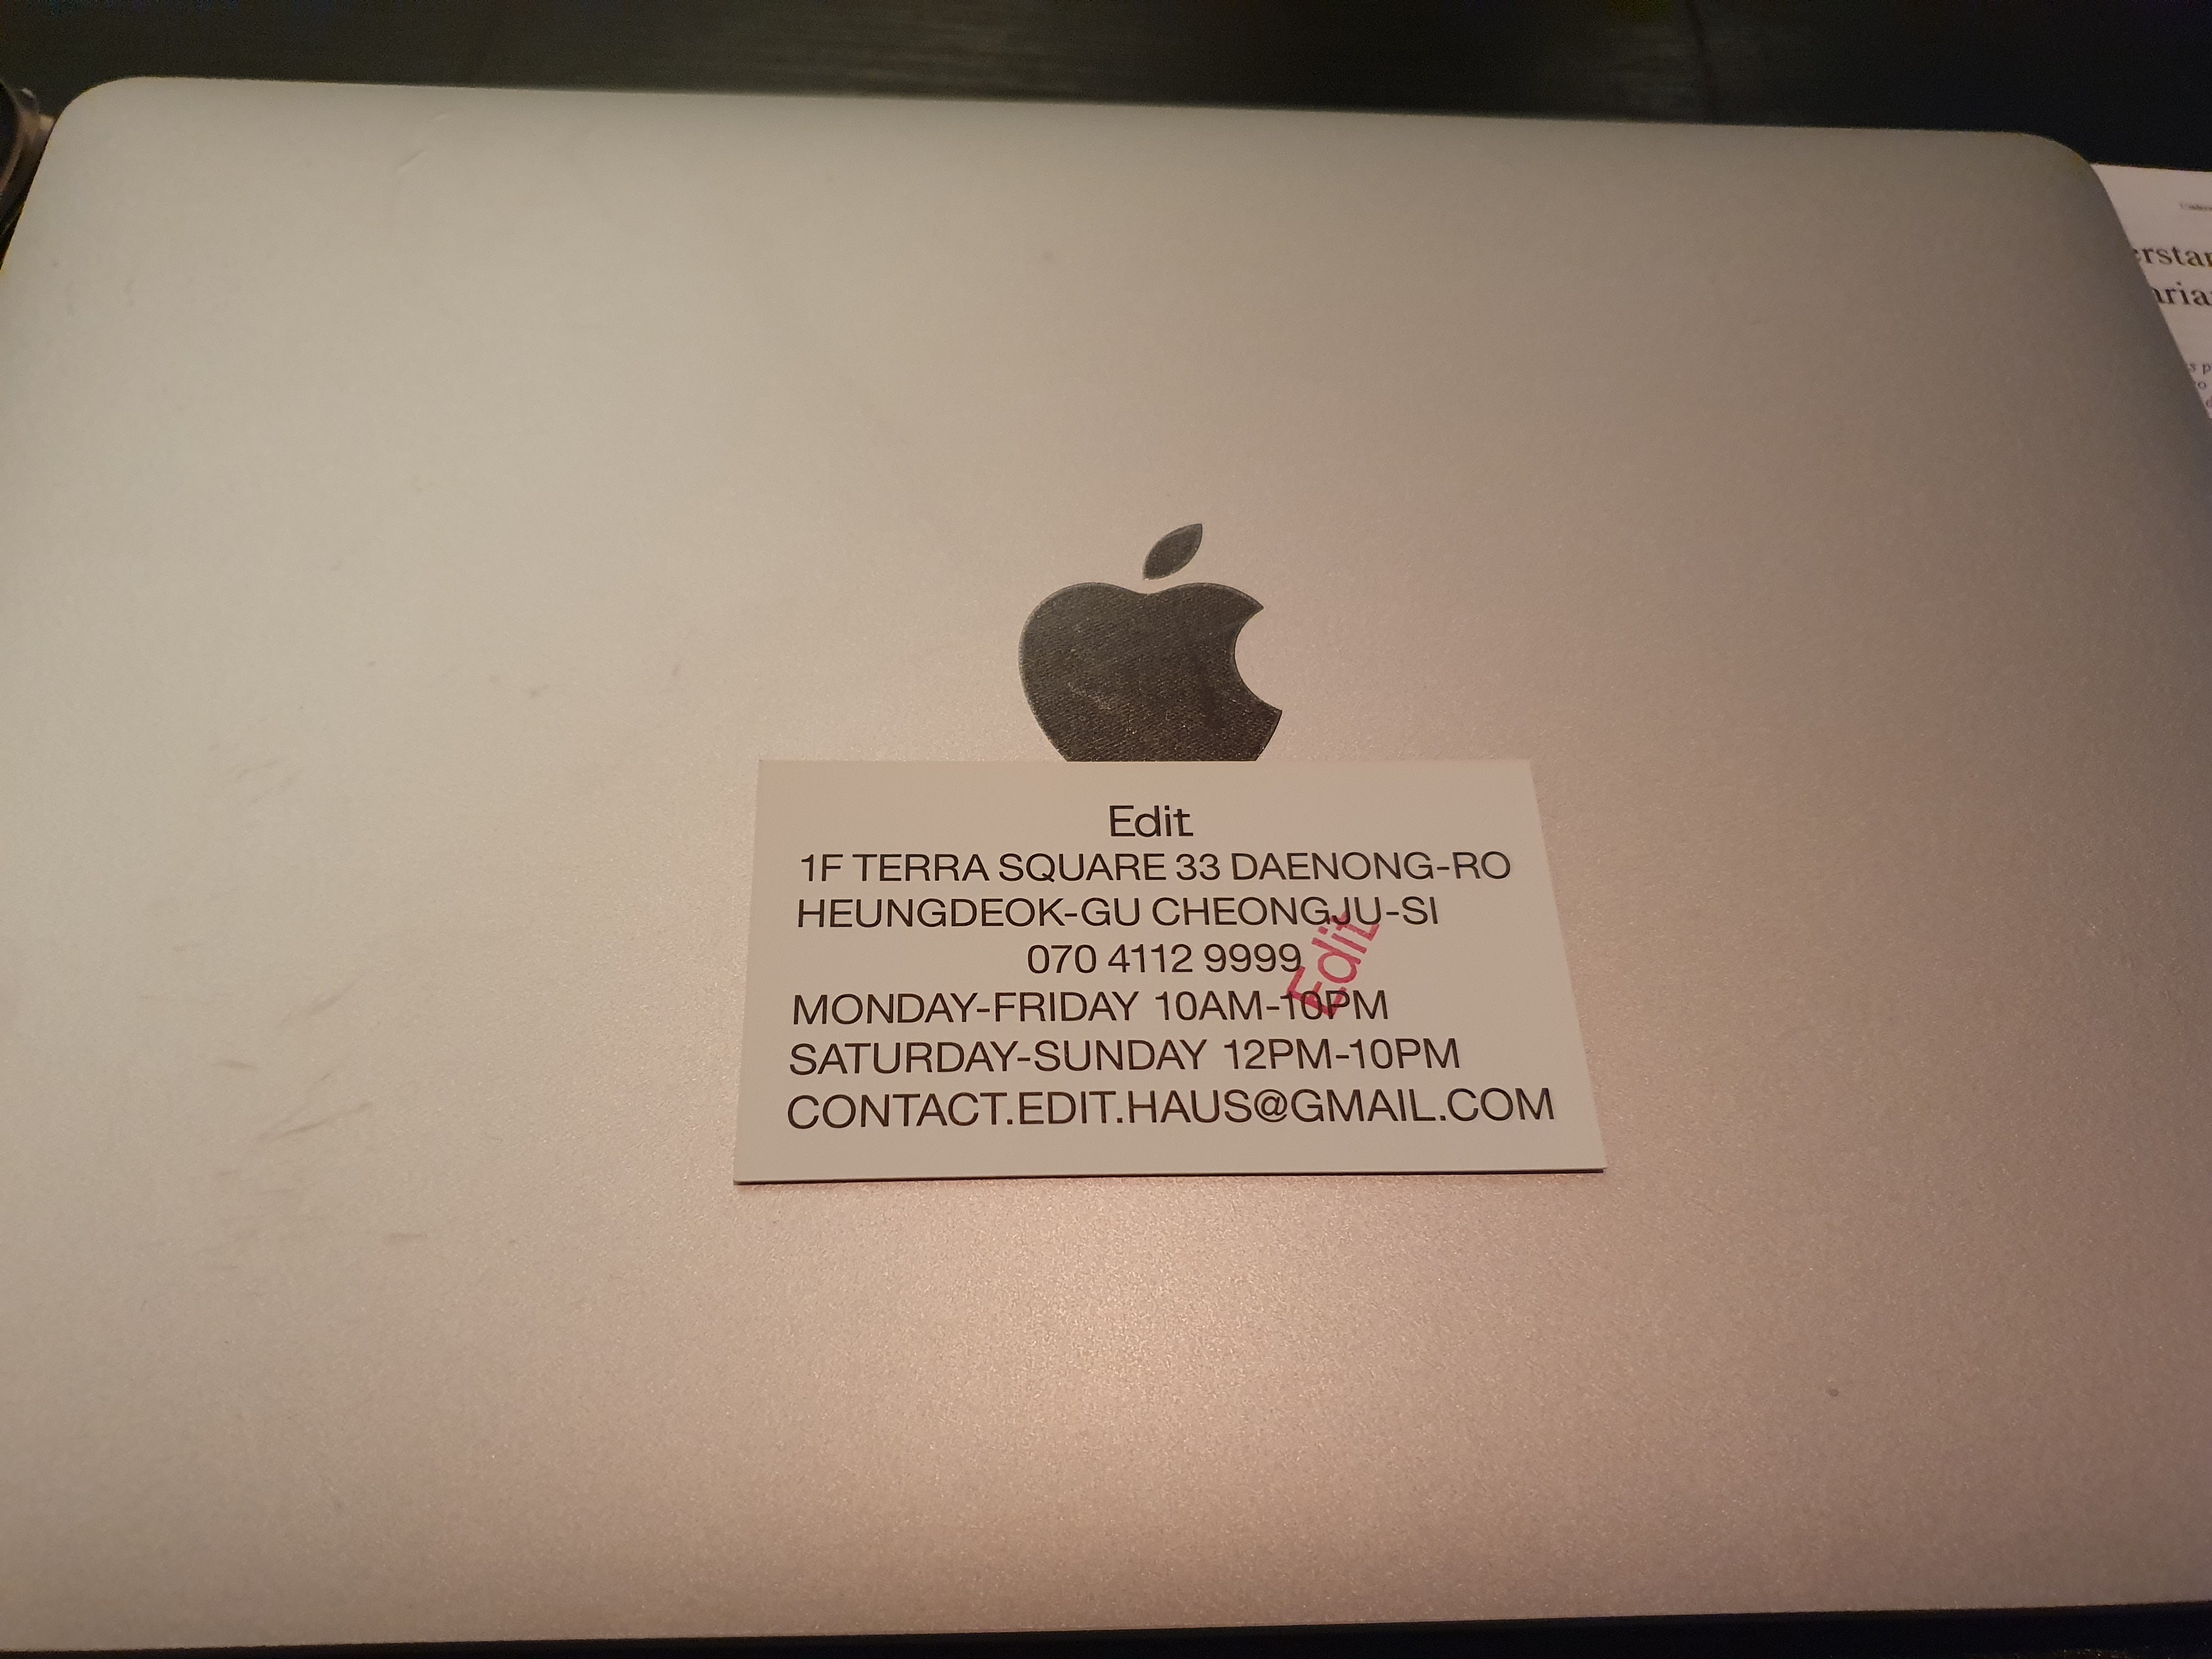 Edit
1F TERRA SQUARE 33 DAENONG-RO
HEUNGDEOK-GU CHEONGJU-SI
070 4112 9999
MONDAY-FRIDAY 10AM-10PM
SATURDAY-SUNDAY 12PM-10PM
CONTACT.EDIT.HAUS@GMAIL.COM
Edit